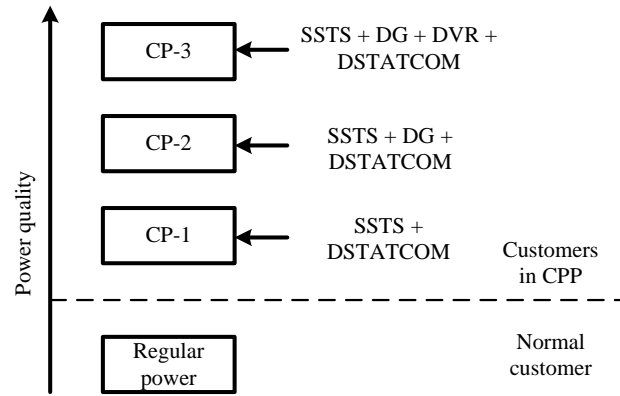 SSTS + DG + DVR +
DSTATCOM
CP-3
SSTS + DG +
DSTATCOM
CP-2
SSTS +
DSTATCOM
CP-1
Power quality
Customers
in CPP
Regular
power
Normal
customer